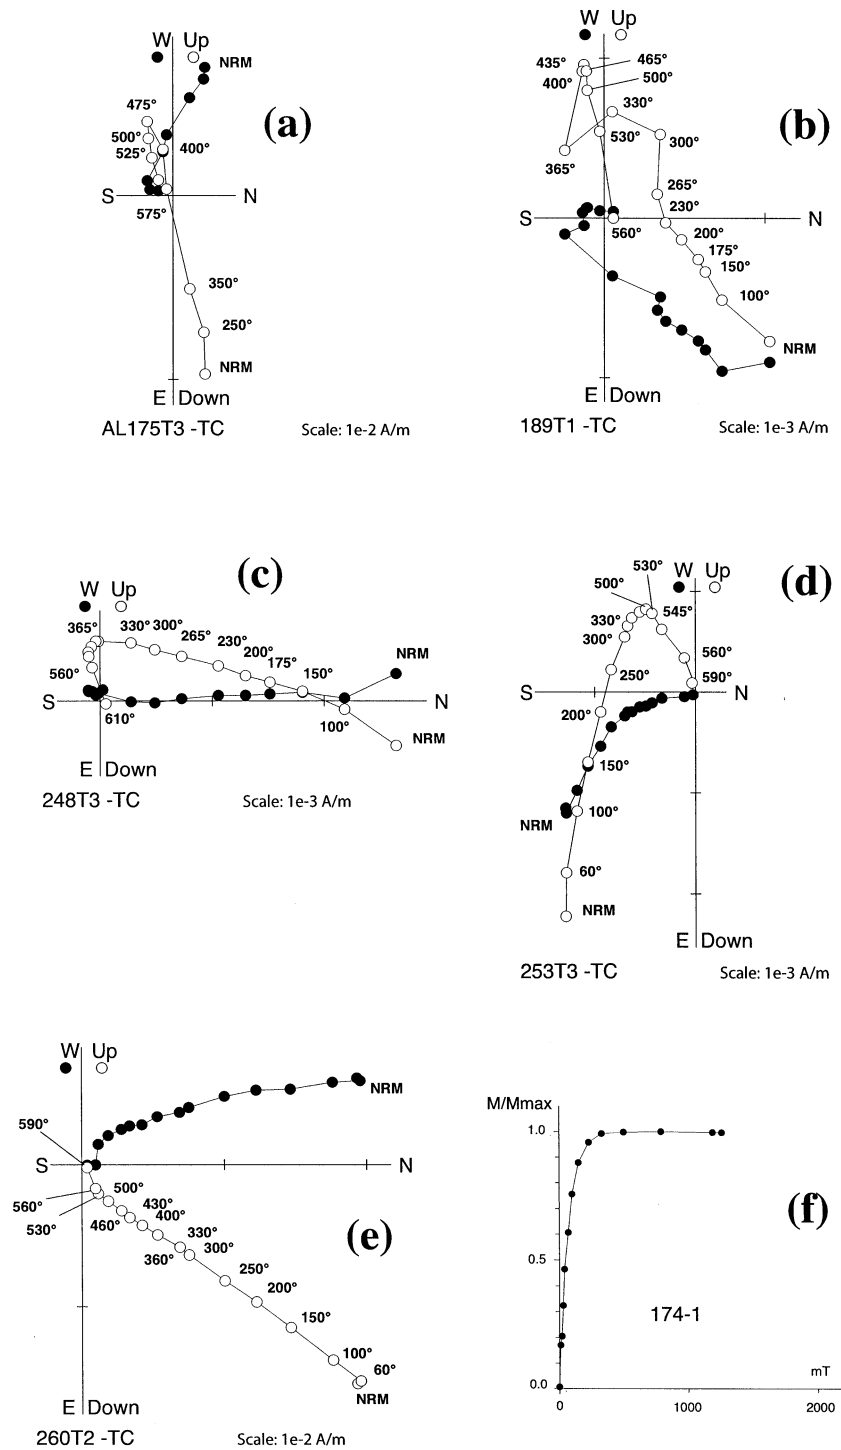 W Up
NRM
475°
500°
525°
400°
(a)
S N
575°
350°
250°
NRM
E Down
AL175T3 -TC
Scale: 1e-2 A/m
W Up
435°
465°
400°
500°
330°
(b)
530°
300°
365°
265°
230°
S N
560°
200°
175°
150°
100°
NRM
E Down
189T1 -TC
Scale: 1e-3 A/m
(c)
W Up
365°
330°
300°
265°
230°
200°
175°
150°
NRM
560°
S N
610°
100°
NRM
E Down
248T3 -TC
Scale: 1e-3 A/m
530°
W Up
(d)
500°
545°
330°
300°
560°
250°
590°
S N
200°
150°
100°
NRM
60°
NRM
E Down
253T3 -TC
Scale: 1e-3 A/m
W Up
NRM
590°
S N
560°
500°
530°
460°
430°
400°
360°
330°
300°
(e)
250°
200°
150°
100°
60°
NRM
E Down
260T2 -TC
Scale: 1e-2 A/m
M/Mmax
1.0
(f)
0.5
174-1
mT
0.0
0 1000 2000